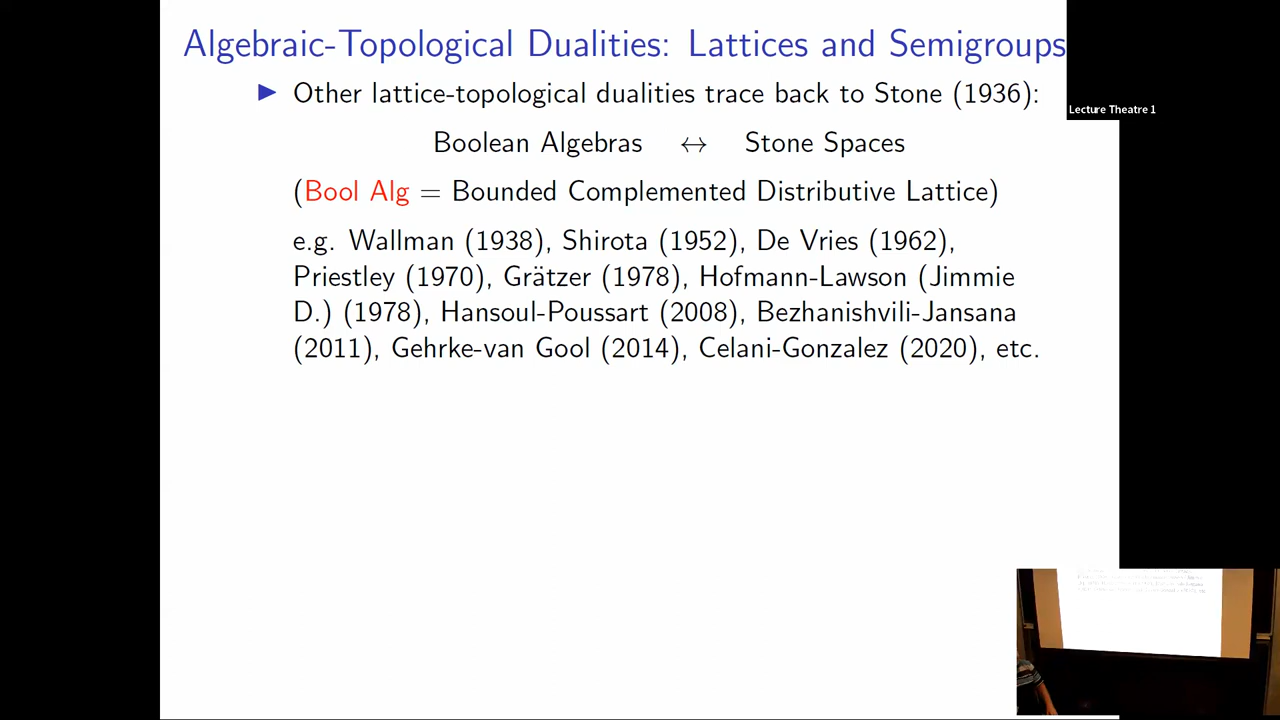 Algebraic-Topological Dualities: Lattices and Semigroups
▶ Other lattice-topological dualities trace back to Stone (1936):
Lecture Theatre 1
Boolean Algebras ↔ Stone Spaces
(Bool Alg = Bounded Complemented Distributive Lattice)
e.g. Wallman (1938), Shirota (1952), De Vries (1962),
Priestley (1970), Grätzer (1978), Hofmann-Lawson (Jimmie
D.) (1978), Hansoul-Poussart (2008), Bezhanishvili-Jansana
(2011), Gehrke-van Gool (2014), Celani-Gonzalez (2020), etc.